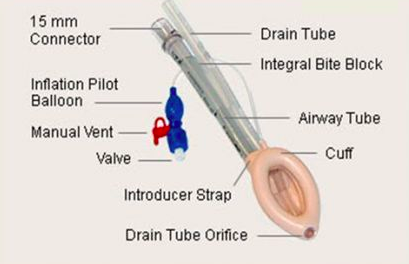 15 mm
Connector
Drain Tube
Integral Bite Block
Inflation Pilot
Balloon
Airway Tube
Manual Vent
Cuff
Valve
Introducer Strap
Drain Tube Orifice